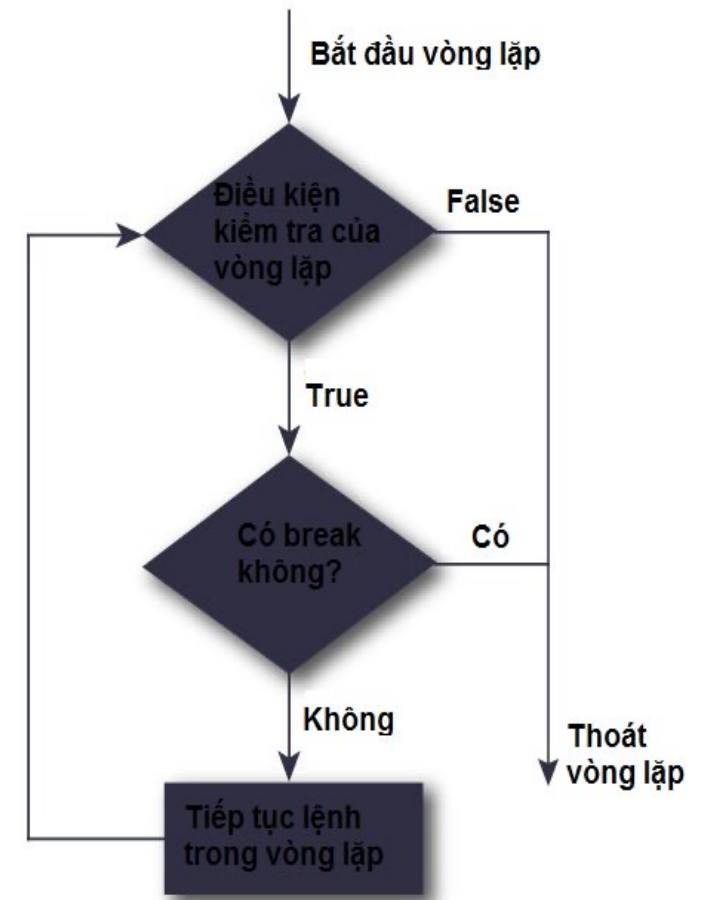 Bắt đầu vòng lặp
Điều kiện
kiểm tra của
vòng lặp
False
True
Có break
không?
Có
Không
Thoát
vòng lặp
Tiếp tục lệnh
trong vòng lặp